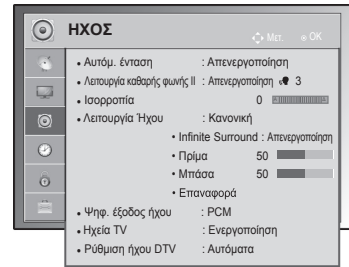 ΗΧΟΣ
Μετ. OK
• Αυτόμ. ένταση : Απενεργοποίηση
• Λειτουργία καθαρής φωνής II : Απενεργοποίηση 3
• Ισορροπία 0
• Λειτουργία Ήχου : Κανονική
• Infinite Surround : Απενεργοποίηση
• Πρίμα 50
• Μπάσα 50
• Επαναφορά
• Ψηφ. έξοδος ήχου : PCM
• Ηχεία TV : Ενεργοποίηση
• Ρύθμιση ήχου DTV : Αυτόματα